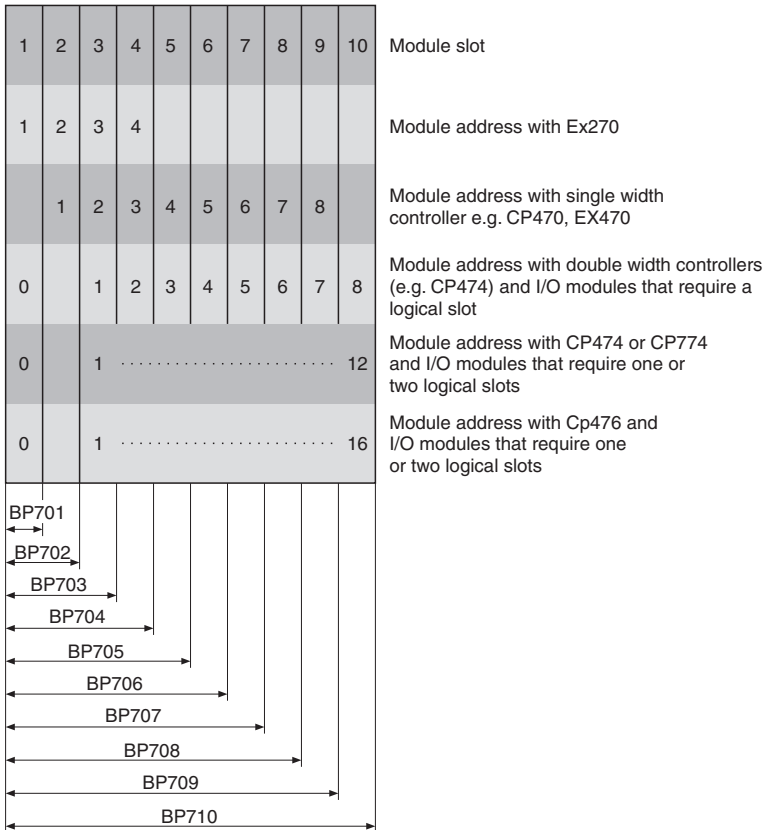 1 2 3 4 5 6 7 8 9 10 Module slot
1 2 3 4 Module address with Ex270
1 2 3 4 5 6 7 8 Module address with single width
controller e.g. CP470, EX470
0 1 2 3 4 5 6 7 8 Module address with double width controllers
(e.g. CP474) and I/O modules that require a
logical slot
0 1 .......................... 12 Module address with CP474 or CP774
and I/O modules that require one or
two logical slots
0 1 .......................... 16 Module address with Cp476 and
I/O modules that require one
or two logical slots
BP701
BP702
BP703
BP704
BP705
BP706
BP707
BP708
BP709
BP710